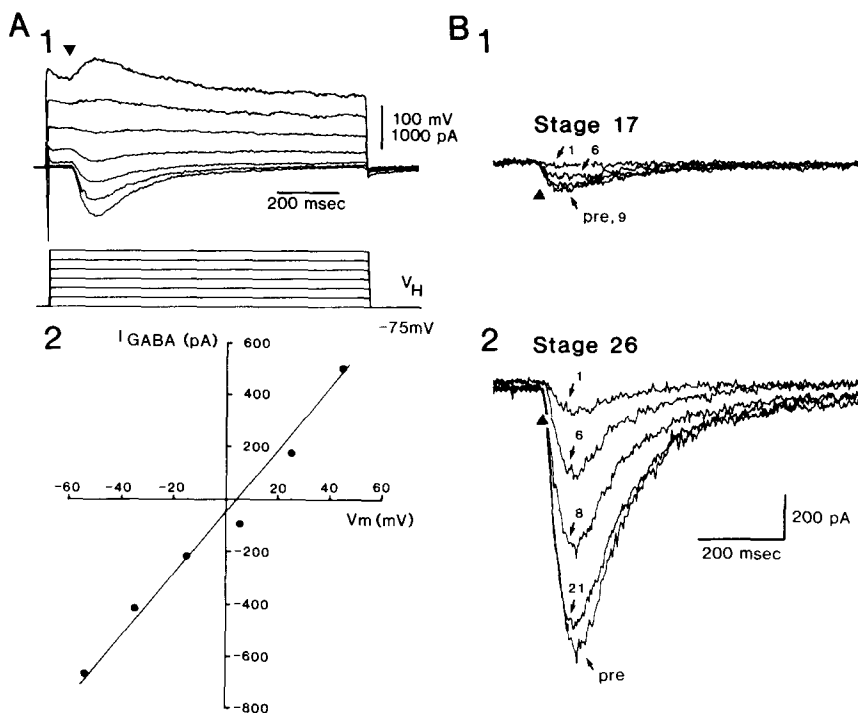 A
1
100 mV
1000 pA
200 msec
V_H
-75mV
2
I GABA (pA)
600
400
200
-60 -40 -20 0 20 40 60
Vm (mV)
-200
-400
-600
-800
B
1
Stage 17
1 6
pre, 9
2
Stage 26
1
6
8
21
pre
200 pA
200 msec